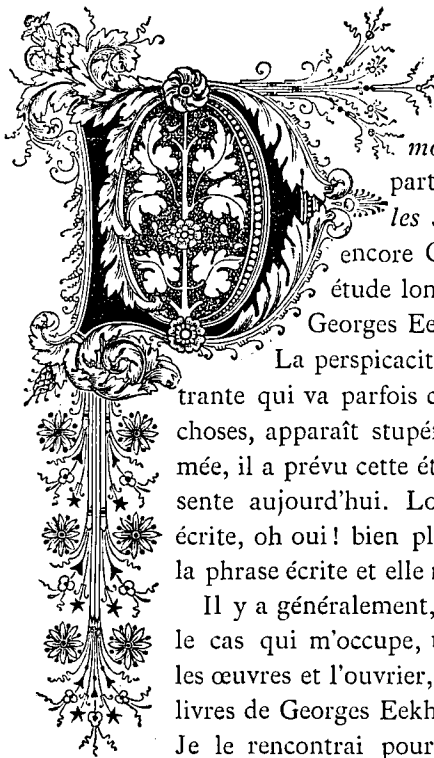 D
mo
part
les
encore
étude lon
Georges Ee
La perspicacit
trante qui va parfois
choses, apparaît stupé
mée, il a prévu cette ét
sente aujourd'hui. Lo
écrite, oh oui! bien pl
la phrase écrite et elle
Il y a généralement,
le cas qui m'occupe,
les œuvres et l'ouvrier,
livres de Georges Eekh
Je le rencontrai pour